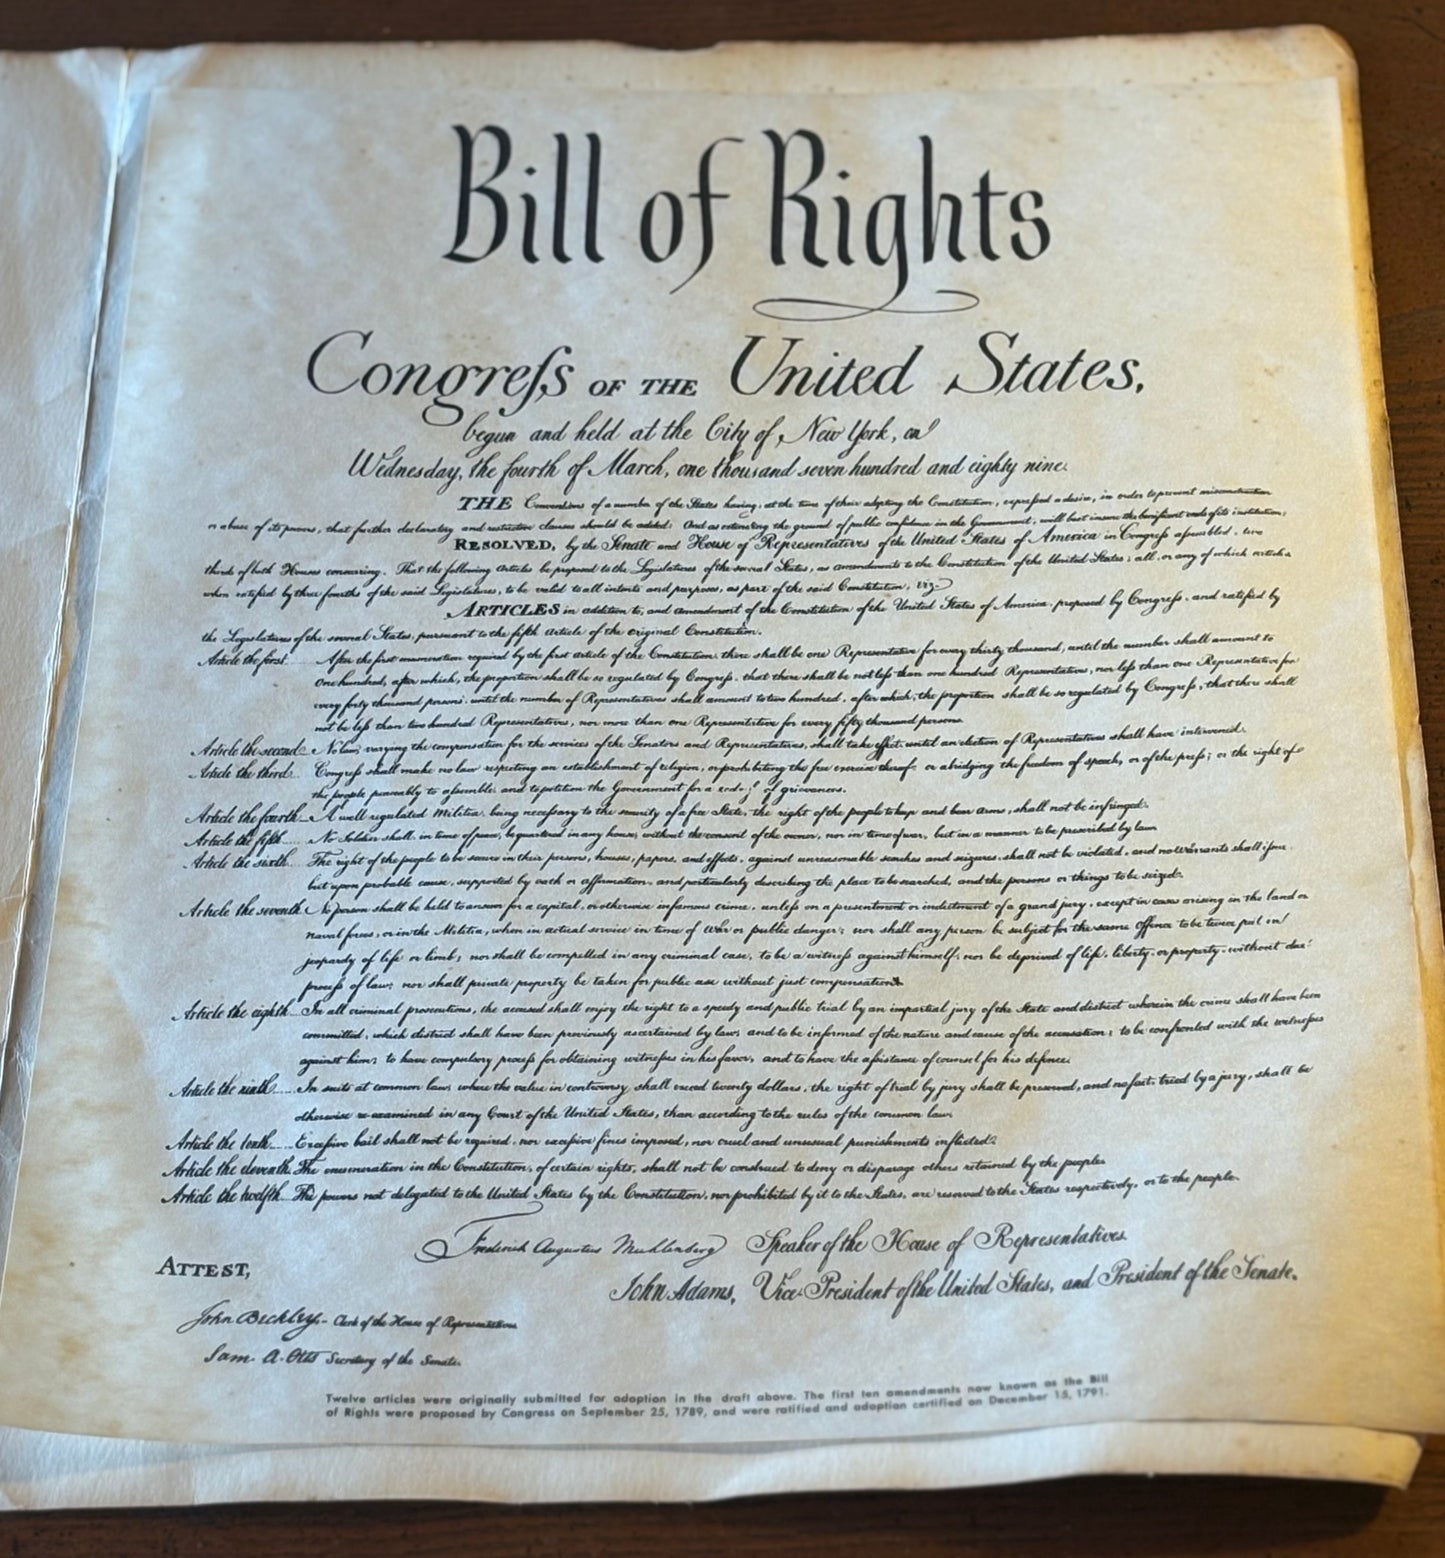 Bill of Rights
Congreſs OF THE United States,
begun and held at the City of New York, on
Wednesday, the fourth of March, one thousand seven hundred and eighty nine.
THE Conventions of a number of the States having, at the time of their adopting the Constitution, expreſsed a desire, in order to prevent misconstruction
or abuse of its powers, that further declaratory and restrictive clauses should be added: And as extending the ground of public confidence in the Government, will best insure the beneficent ends of its institution;
RESOLVED, by the Senate and House of Representatives of the United States of America in Congreſs aſsembled, two
thirds of both Houses concurring. That the following Articles be proposed to the Legislatures of the several States, as amendments to the Constitution of the United States; all, or any of which articles
when ratified by three fourths of the said Legislatures, to be valid to all intents and purposes, as part of the said Constitution, viz.
ARTICLES in addition to, and amendment of the Constitution of the United States of America, proposed by Congreſs, and ratified by
the Legislatures of the several States, pursuant to the fifth Article of the original Constitution.
Article the first. After the first enumeration required by the first Article of the Constitution, there shall be one Representative for every thirty thousand, until the number shall amount to
one hundred, after which, the proportion shall be so regulated by Congreſs, that there shall be not leſs than one hundred Representatives, nor leſs than one Representative for
every forty thousand persons, until the number of Representatives shall amount to two hundred, after which, the proportion shall be so regulated by Congreſs, that there shall
not be leſs than two hundred Representatives, nor more than one Representative for every fifty thousand persons.
Article the second. No law, varying the compensation for the services of the Senators and Representatives, shall take effect, until an election of Representatives shall have intervened.
Article the third. Congreſs shall make no law respecting an establishment of religion, or prohibiting the free exercise thereof; or abridging the freedom of speech, or of the preſs; or the right of
the people peaceably to aſsemble, and to petition the Government for a of grievances.
Article the fourth. A well regulated Militia, being neceſsary to the security of a free State, the right of the people to keep and bear arms, shall not be infringed.
Article the fifth. No Soldier shall, in time of peace, be quartered in any house, without the consent of the owner, nor in time of war, but in a manner to be prescribed by law.
Article the sixth. The right of the people to be secure in their persons, houses, papers, and effects, against unreasonable searches and seizures, shall not be violated, and no warrants shall iſsue,
but upon probable cause, supported by oath or affirmation, and particularly describing the place to be searched, and the persons or things to be seized.
Article the seventh. No person shall be held to answer for a capital, or otherwise infamous crime, unleſs on a presentment or indictment of a grand jury, except in cases arising in the land or
naval forces, or in the Militia, when in actual service in time of War or public danger; nor shall any person be subject for the same offence to be twice put in
jeopardy of life or limb; nor shall be compelled in any criminal case, to be a witneſs against himself, nor be deprived of life, liberty, or property, without due
proceſs of law; nor shall private property be taken for public use without just compensation.
Article the eighth. In all criminal prosecutions, the accused shall enjoy the right to a speedy and public trial by an impartial jury of the State and district wherein the crime shall have been
committed, which district shall have been previously ascertained by law, and to be informed of the nature and cause of the accusation; to be confronted with the witneſses
against him; to have compulsory proceſs for obtaining witneſses in his favor, and to have the aſsistance of counsel for his defence.
Article the ninth. In suits at common law, where the value in controversy shall exceed twenty dollars, the right of trial by jury shall be preserved, and no fact, tried by a jury, shall be
otherwise re-examined in any Court of the United States, than according to the rules of the common law.
Article the tenth. Exceſsive bail shall not be required, nor exceſsive fines imposed, nor cruel and unusual punishments inflicted.
Article the eleventh. The enumeration in the Constitution, of certain rights, shall not be construed to deny or disparage others retained by the people.
Article the twelfth. The powers not delegated to the United States by the Constitution, nor prohibited by it to the States, are reserved to the States respectively, or to the people.
Frederick Augustus Muhlenberg Speaker of the House of Representatives.
ATTEST,
John Adams, Vice-President of the United States, and President of the Senate.
John Beckley,- Clerk of the House of Representatives.
Sam. A. Otis Secretary of the Senate.
Twelve articles were originally submitted for adoption in the draft above. The first ten amendments now known as the Bill
of Rights were proposed by Congress on September 25, 1789, and were ratified and adoption certified on December 15, 1791.